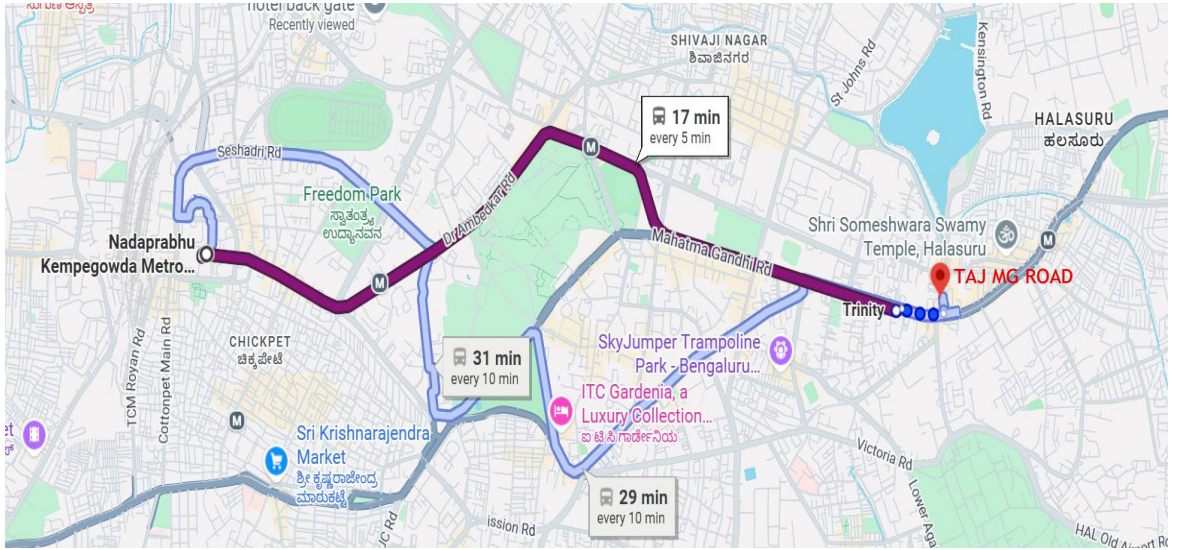 hotel back gate
Recently viewed
SHIVAJI NAGAR
ಶಿವಾಜಿನಗರ
St Johns Rd
Kensington Rd
HALASURU
ಹಲಸೂರು
17 min
every 5 min
Seshadri Rd
Freedom Park
ಸ್ವಾತಂತ್ರ್ಯ
ಉದ್ಯಾನವನ
Dr Ambedkar Rd
M
M
M
M
Nadaprabhu
Kempegowda Metro...
Mahatma Gandhi Rd
Shri Someshwara Swamy
Temple, Halasuru
TAJ MG ROAD
Trinity
CHICKPET
ಚಿಕ್ಕಪೇಟೆ
31 min
every 10 min
SkyJumper Trampoline
Park - Bengaluru...
TCM Royan Rd
Cottonpet Main Rd
ITC Gardenia, a
Luxury Collection...
ಐ ಟಿ ಸಿ ಗಾರ್ಡೇನಿಯ
Sri Krishnarajendra
Market
ಶ್ರೀ ಕೃಷ್ಣರಾಜೇಂದ್ರ
ಮಾರುಕಟ್ಟೆ
Victoria Rd
29 min
every 10 min
JC Rd
ission Rd
Lower Aga
HAL Old Airport Rd